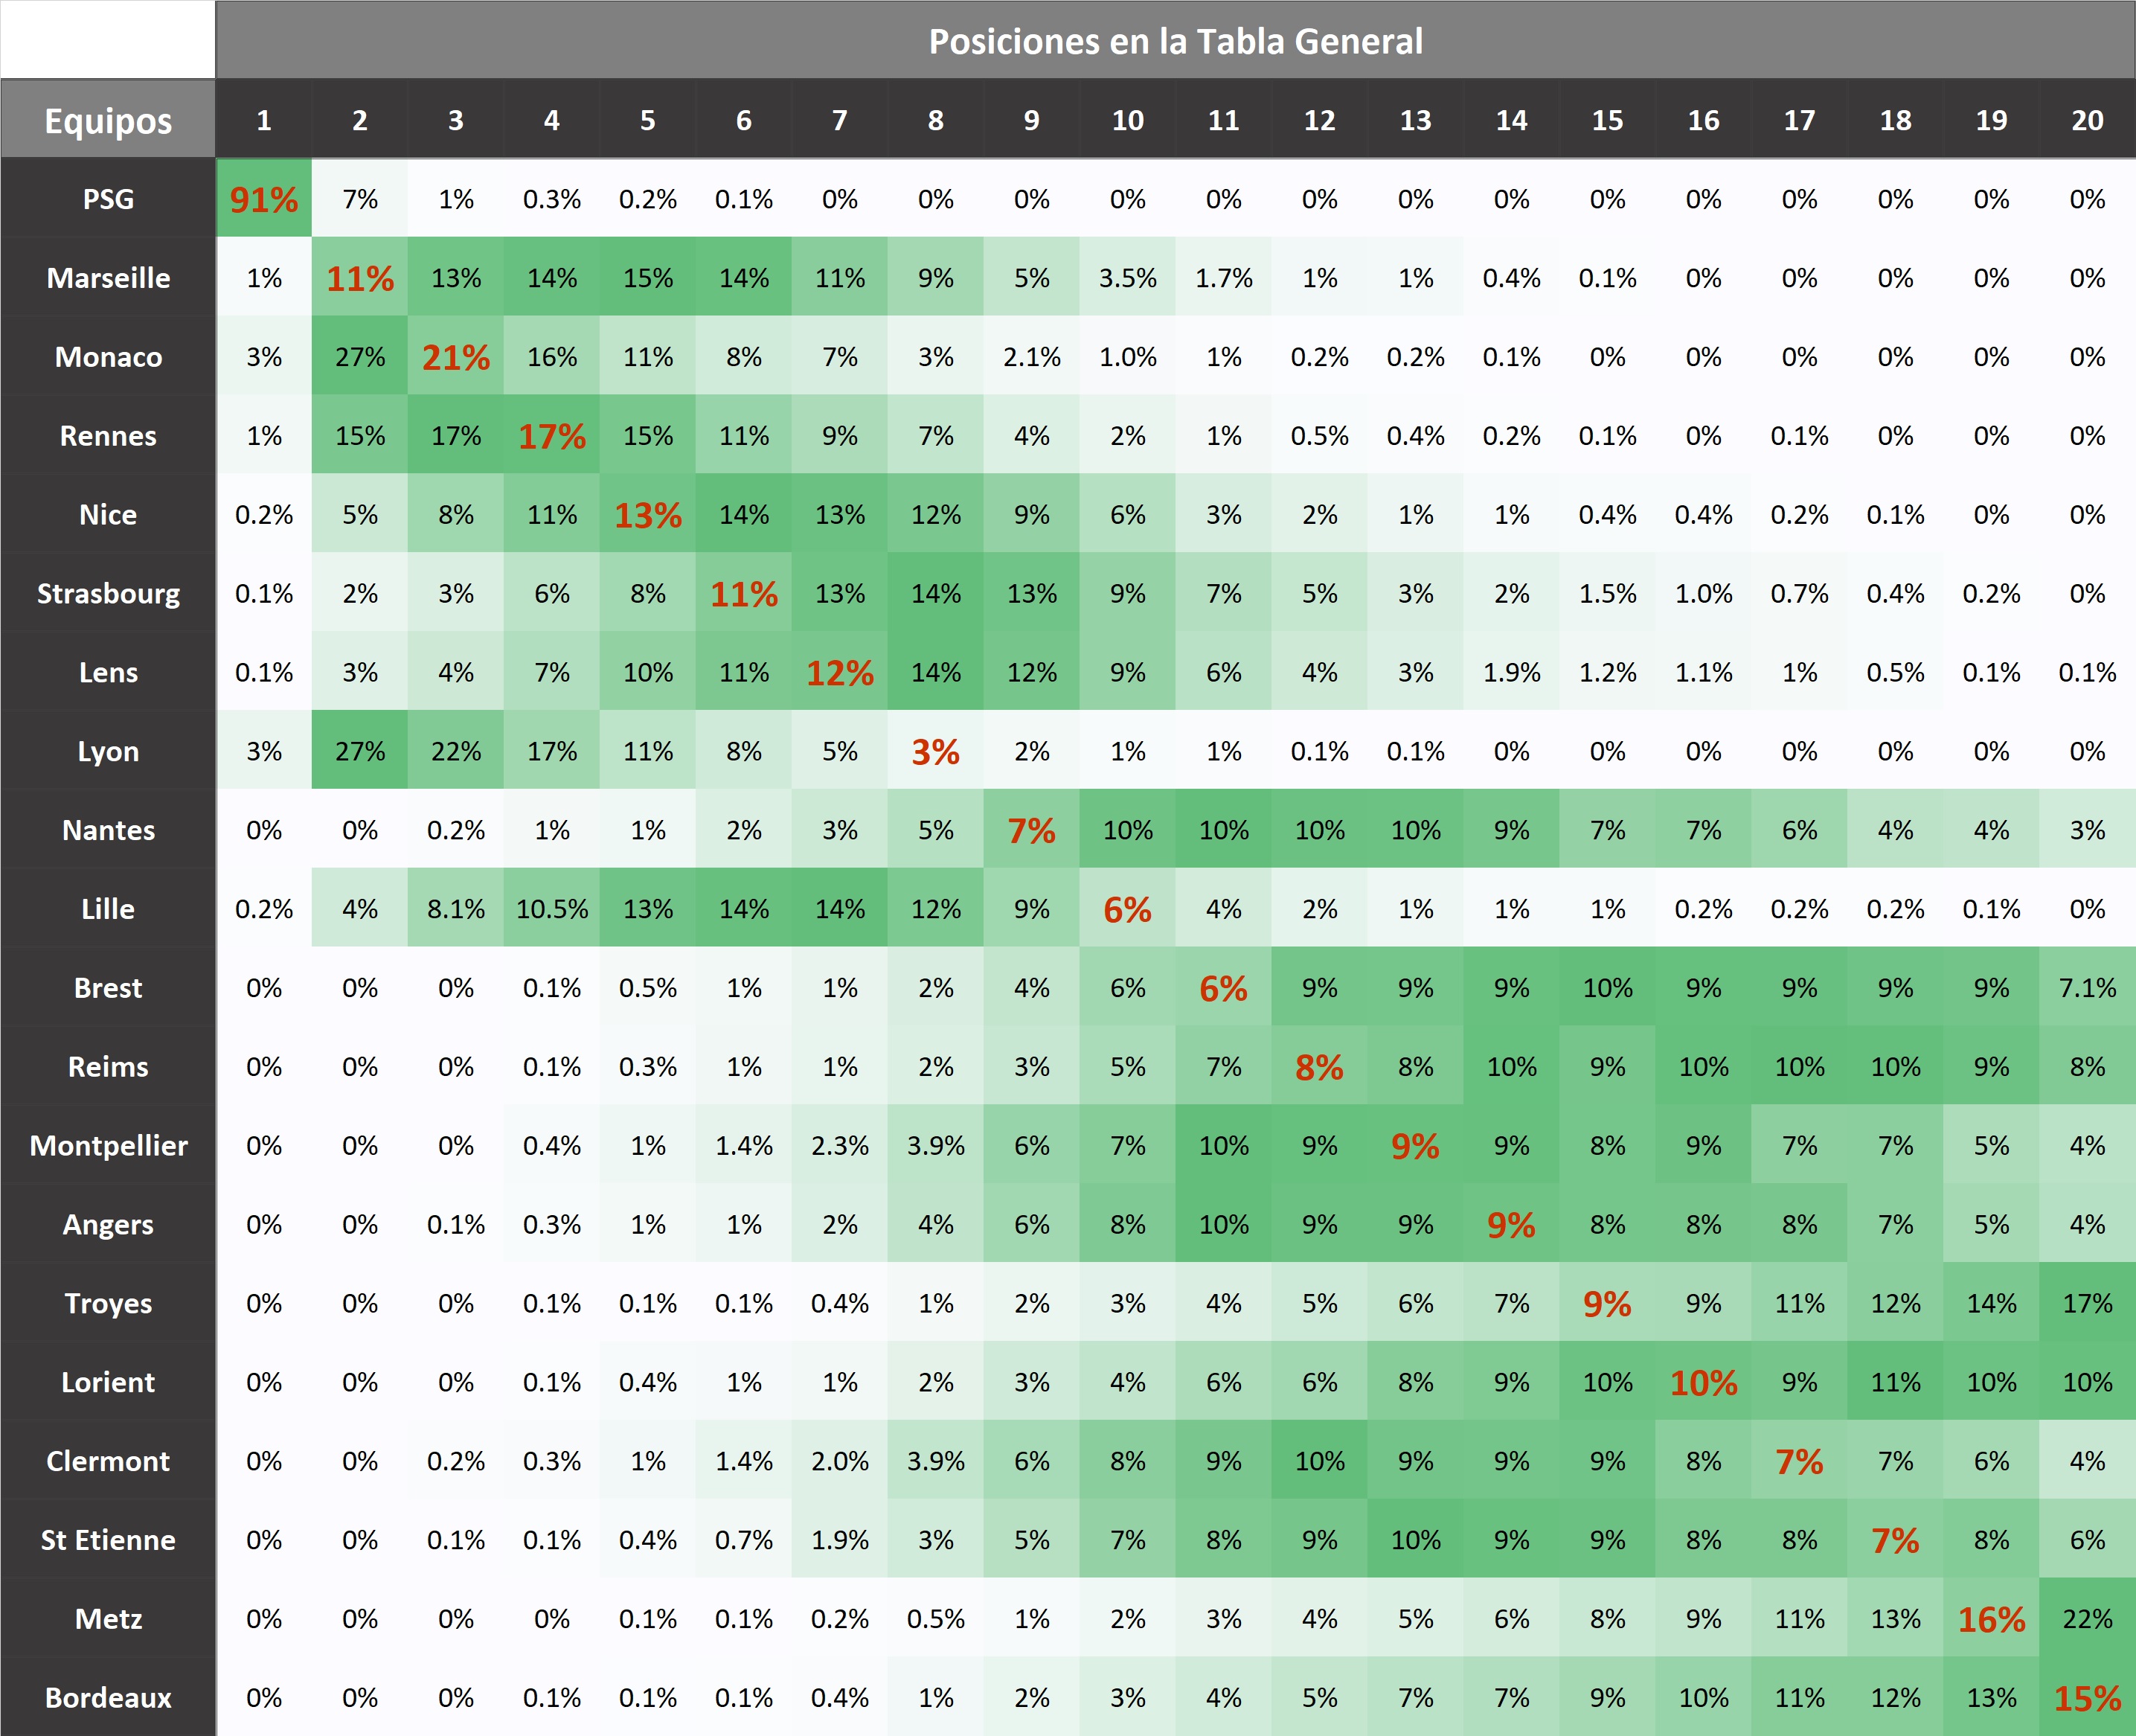 Posiciones en la Tabla General
Equipos 1 2 3 4 5 6 7 8 9 10 11 12 13 14 15 16 17 18 19 20
PSG 91% 7% 1% 0.3% 0.2% 0.1% 0% 0% 0% 0% 0% 0% 0% 0% 0% 0% 0% 0% 0% 0%
Marseille 1% 11% 13% 14% 15% 14% 11% 9% 5% 3.5% 1.7% 1% 1% 0.4% 0.1% 0% 0% 0% 0% 0%
Monaco 3% 27% 21% 16% 11% 8% 7% 3% 2.1% 1.0% 1% 0.2% 0.2% 0.1% 0% 0% 0% 0% 0% 0%
Rennes 1% 15% 17% 17% 15% 11% 9% 7% 4% 2% 1% 0.5% 0.4% 0.2% 0.1% 0% 0.1% 0% 0% 0%
Nice 0.2% 5% 8% 11% 13% 14% 13% 12% 9% 6% 3% 2% 1% 1% 0.4% 0.4% 0.2% 0.1% 0% 0%
Strasbourg 0.1% 2% 3% 6% 8% 11% 13% 14% 13% 9% 7% 5% 3% 2% 1.5% 1.0% 0.7% 0.4% 0.2% 0%
Lens 0.1% 3% 4% 7% 10% 11% 12% 14% 12% 9% 6% 4% 3% 1.9% 1.2% 1.1% 1% 0.5% 0.1% 0.1%
Lyon 3% 27% 22% 17% 11% 8% 5% 3% 2% 1% 1% 0.1% 0.1% 0% 0% 0% 0% 0% 0% 0%
Nantes 0% 0% 0.2% 1% 1% 2% 3% 5% 7% 10% 10% 10% 10% 9% 7% 7% 6% 4% 4% 3%
Lille 0.2% 4% 8.1% 10.5% 13% 14% 14% 12% 9% 6% 4% 2% 1% 1% 1% 0.2% 0.2% 0.2% 0.1% 0%
Brest 0% 0% 0% 0.1% 0.5% 1% 1% 2% 4% 6% 6% 9% 9% 9% 10% 9% 9% 9% 9% 7.1%
Reims 0% 0% 0% 0.1% 0.3% 1% 1% 2% 3% 5% 7% 8% 8% 10% 9% 10% 10% 10% 9% 8%
Montpellier 0% 0% 0% 0.4% 1% 1.4% 2.3% 3.9% 6% 7% 10% 9% 9% 9% 8% 9% 7% 7% 5% 4%
Angers 0% 0% 0.1% 0.3% 1% 1% 2% 4% 6% 8% 10% 9% 9% 9% 8% 8% 8% 7% 5% 4%
Troyes 0% 0% 0% 0.1% 0.1% 0.1% 0.4% 1% 2% 3% 4% 5% 6% 7% 9% 9% 11% 12% 14% 17%
Lorient 0% 0% 0% 0.1% 0.4% 1% 1% 2% 3% 4% 6% 6% 8% 9% 10% 10% 9% 11% 10% 10%
Clermont 0% 0% 0.2% 0.3% 1% 1.4% 2.0% 3.9% 6% 8% 9% 10% 9% 9% 9% 8% 7% 7% 6% 4%
St Etienne 0% 0% 0.1% 0.1% 0.4% 0.7% 1.9% 3% 5% 7% 8% 9% 10% 9% 9% 8% 8% 7% 8% 6%
Metz 0% 0% 0% 0% 0.1% 0.1% 0.2% 0.5% 1% 2% 3% 4% 5% 6% 8% 9% 11% 13% 16% 22%
Bordeaux 0% 0% 0% 0.1% 0.1% 0.1% 0.4% 1% 2% 3% 4% 5% 7% 7% 9% 10% 11% 12% 13% 15%